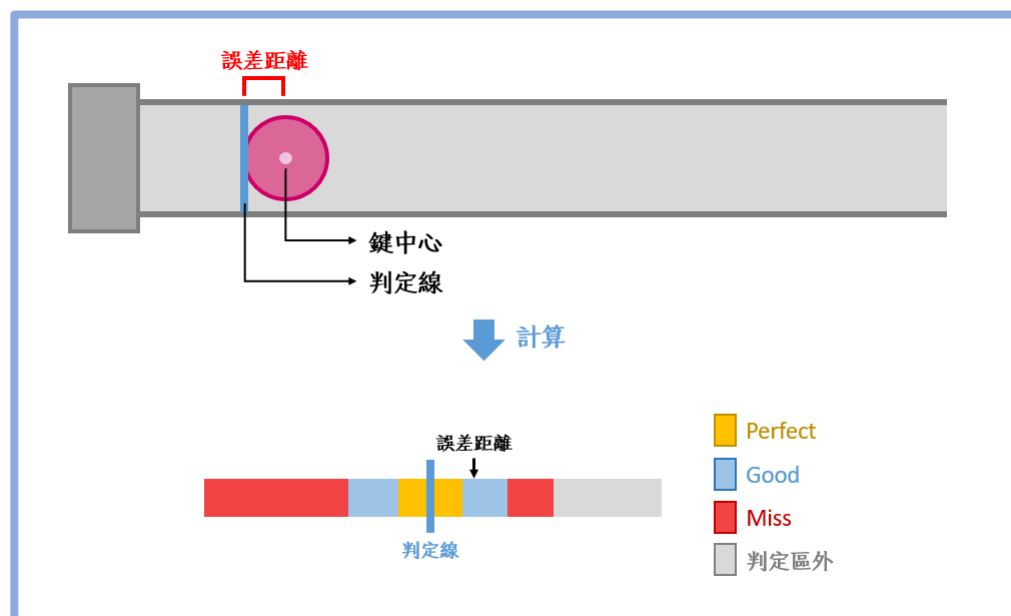 誤差距離
鍵中心
判定線
計算
誤差距離
判定線
Perfect
Good
Miss
判定區外